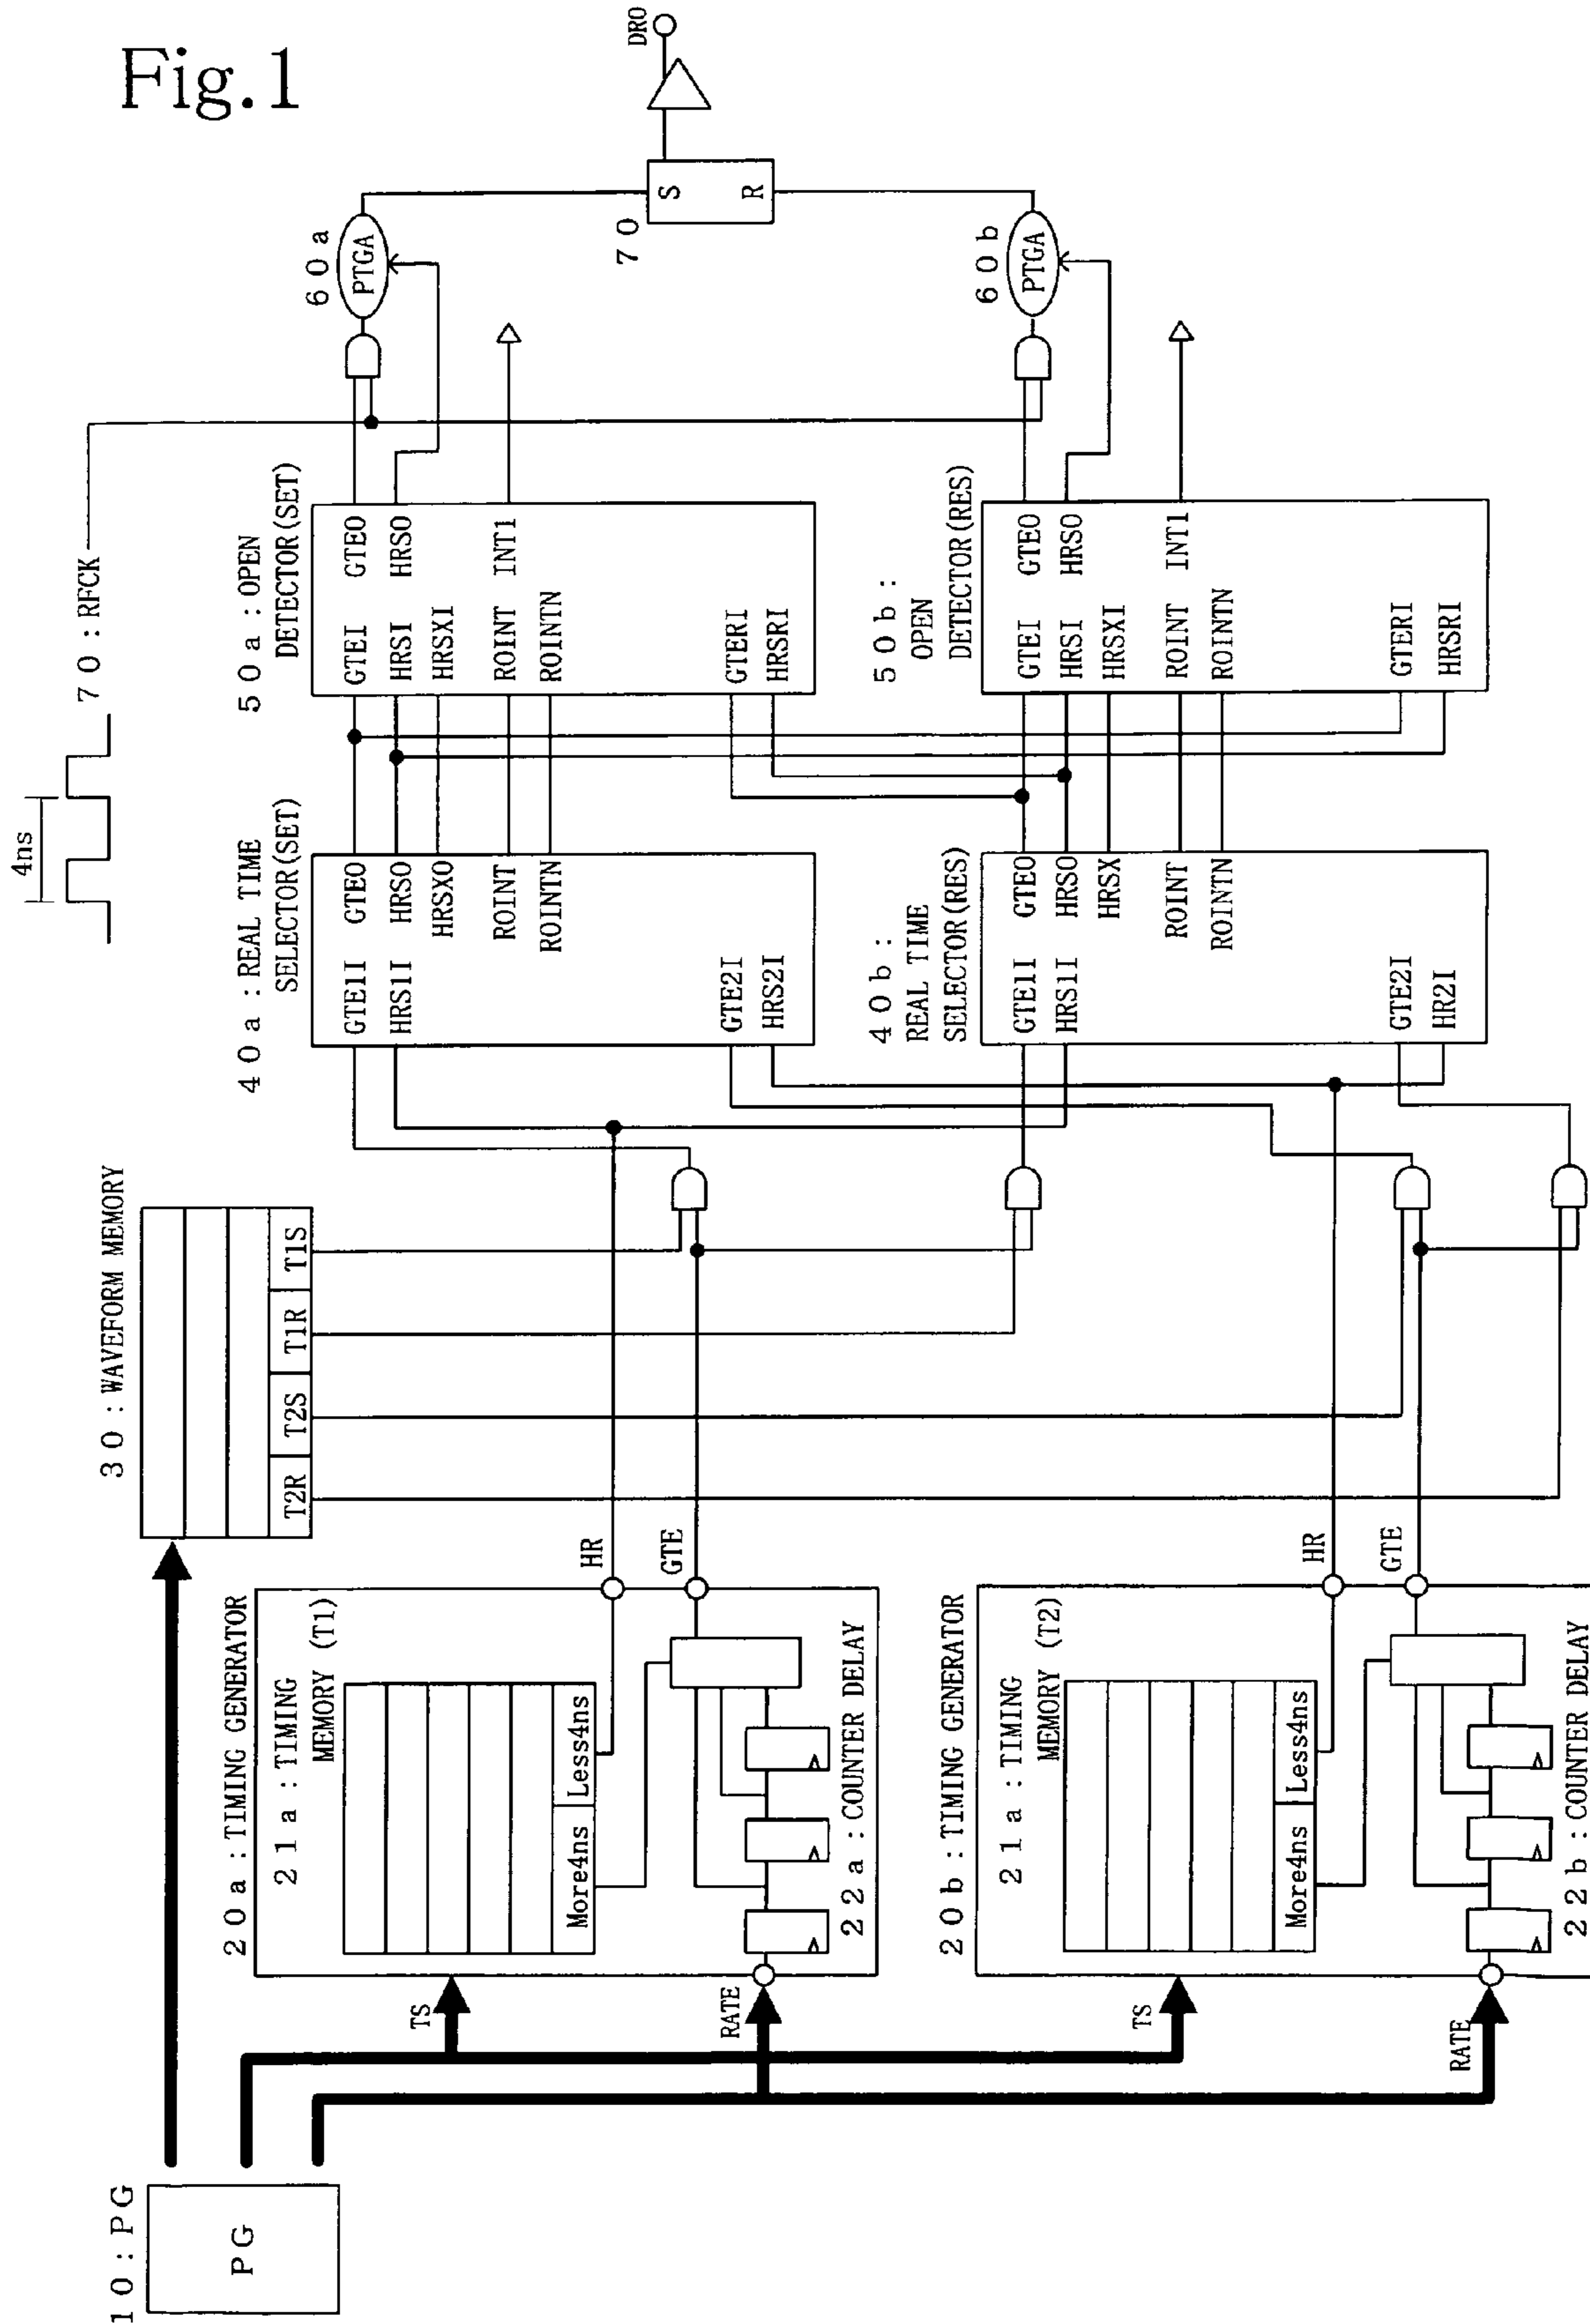 Fig.1
10:PG
PG
TS
RATE
TS
RATE
20a:TIMING GENERATOR
21a:TIMING
MEMORY (T1)
More4ns
Less4ns
22a:COUNTER DELAY
HR
GTE
20b:TIMING GENERATOR
21a:TIMING
MEMORY (T2)
More4ns
Less4ns
22b:COUNTER DELAY
HR
GTE
30:WAVEFORM MEMORY
T2R
T2S
T1R
T1S
40a:REAL TIME
SELECTOR(SET)
GTE1I
GTEO
HRS1I
HRSO
HRSXO
ROINT
ROINTN
GTE2I
HRS2I
40b:
REAL TIME
SELECTOR(RES)
GTE1I
GTEO
HRS1I
HRSO
HRSX
ROINT
ROINTN
GTE2I
HR2I
4ns
70:RFCK
50a:OPEN
DETECTOR(SET)
GTEI
GTEO
HRSI
HRSO
HRSXI
ROINT
INT1
ROINTN
GTERI
HRSRI
50b:
OPEN
DETECTOR(RES)
GTEI
GTEO
HRSI
HRSO
HRSXI
ROINT
INT1
ROINTN
GTERI
HRSRI
60a
PTGA
60b
PTGA
70
S
R
DRO